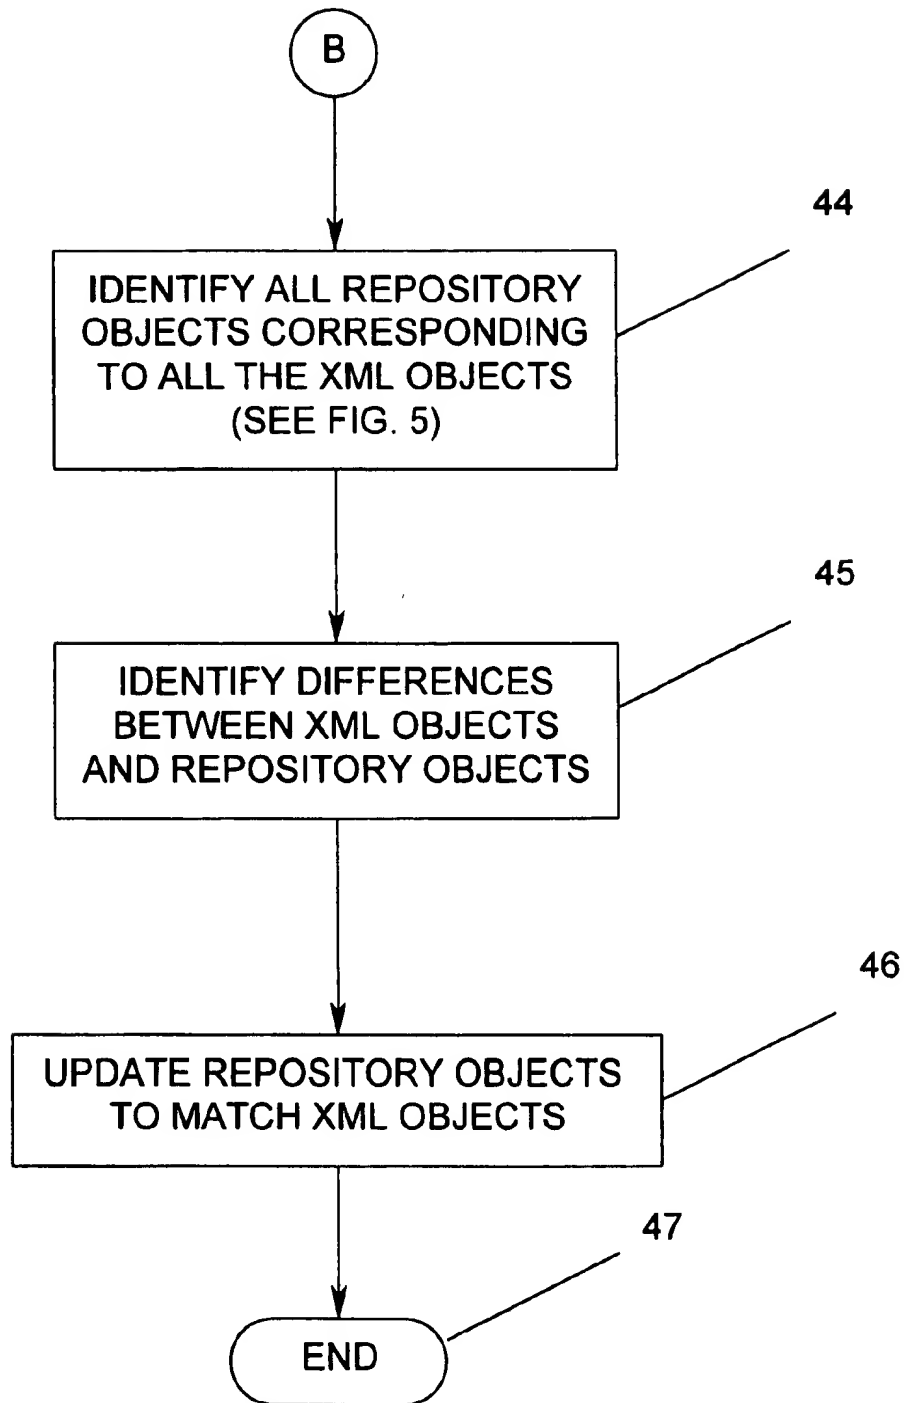 B
44
IDENTIFY ALL REPOSITORY
OBJECTS CORRESPONDING
TO ALL THE XML OBJECTS
(SEE FIG. 5)
45
IDENTIFY DIFFERENCES
BETWEEN XML OBJECTS
AND REPOSITORY OBJECTS
46
UPDATE REPOSITORY OBJECTS
TO MATCH XML OBJECTS
47
END